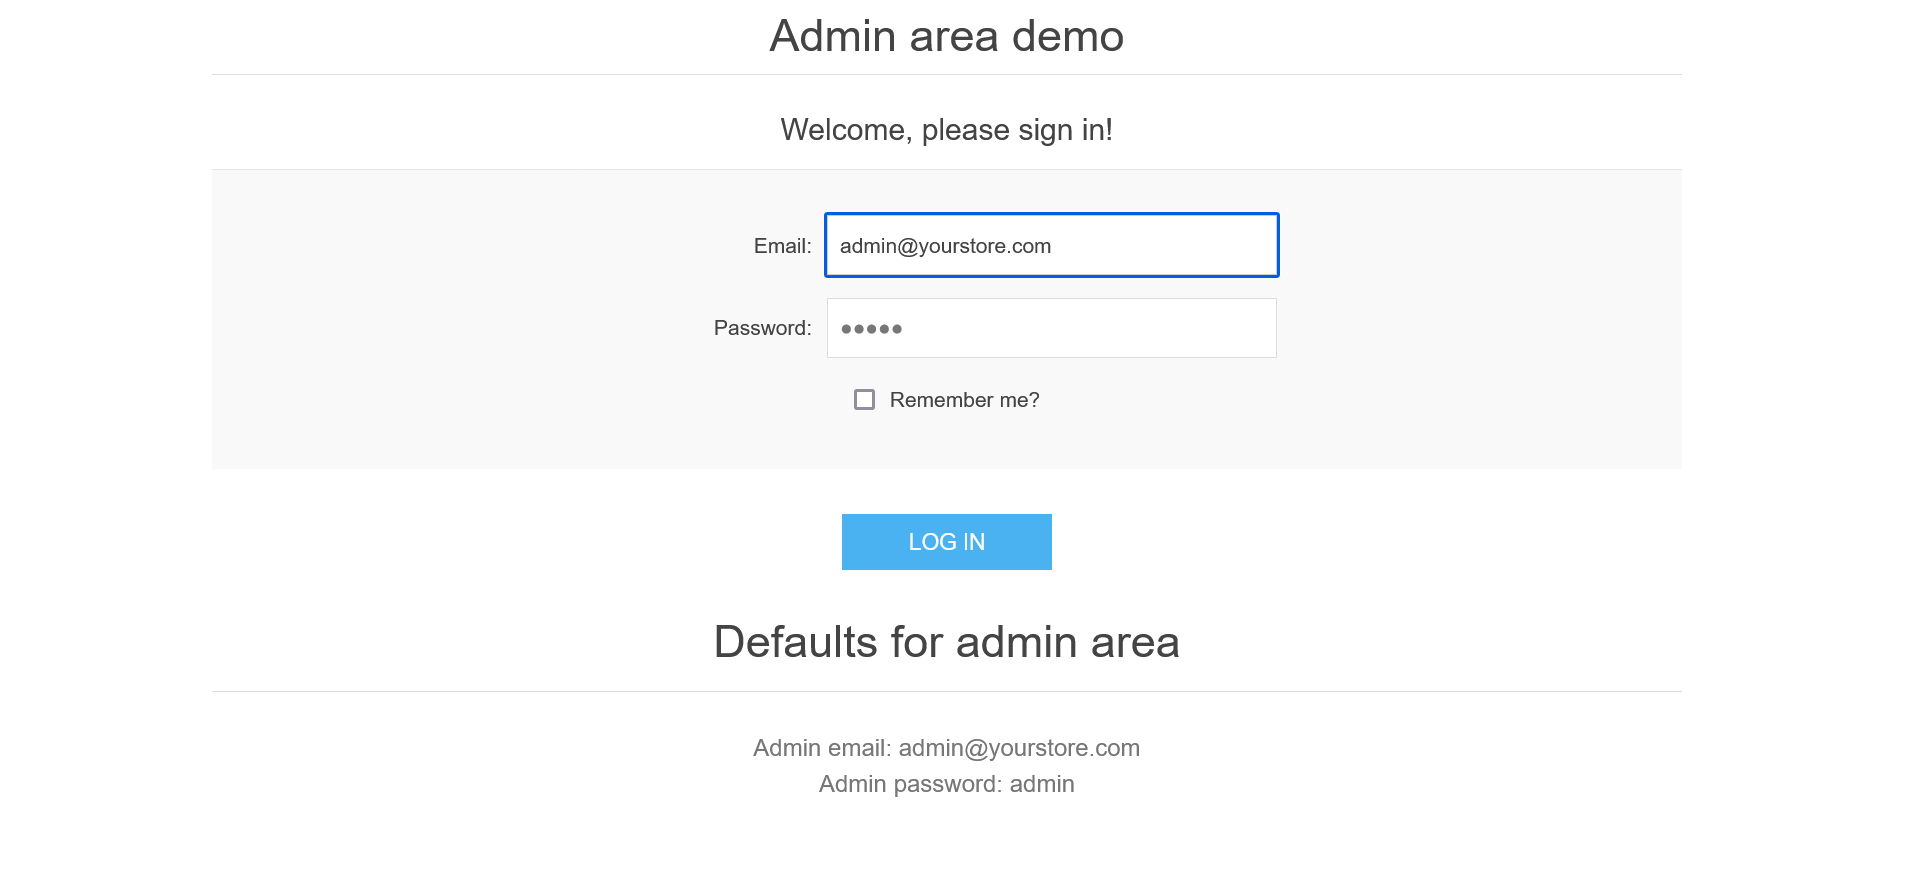 Admin area demo
Welcome, please sign in!
Email: admin@yourstore.com
Password: •••••
Remember me?
LOG IN
Defaults for admin area
Admin email: admin@yourstore.com
Admin password: admin